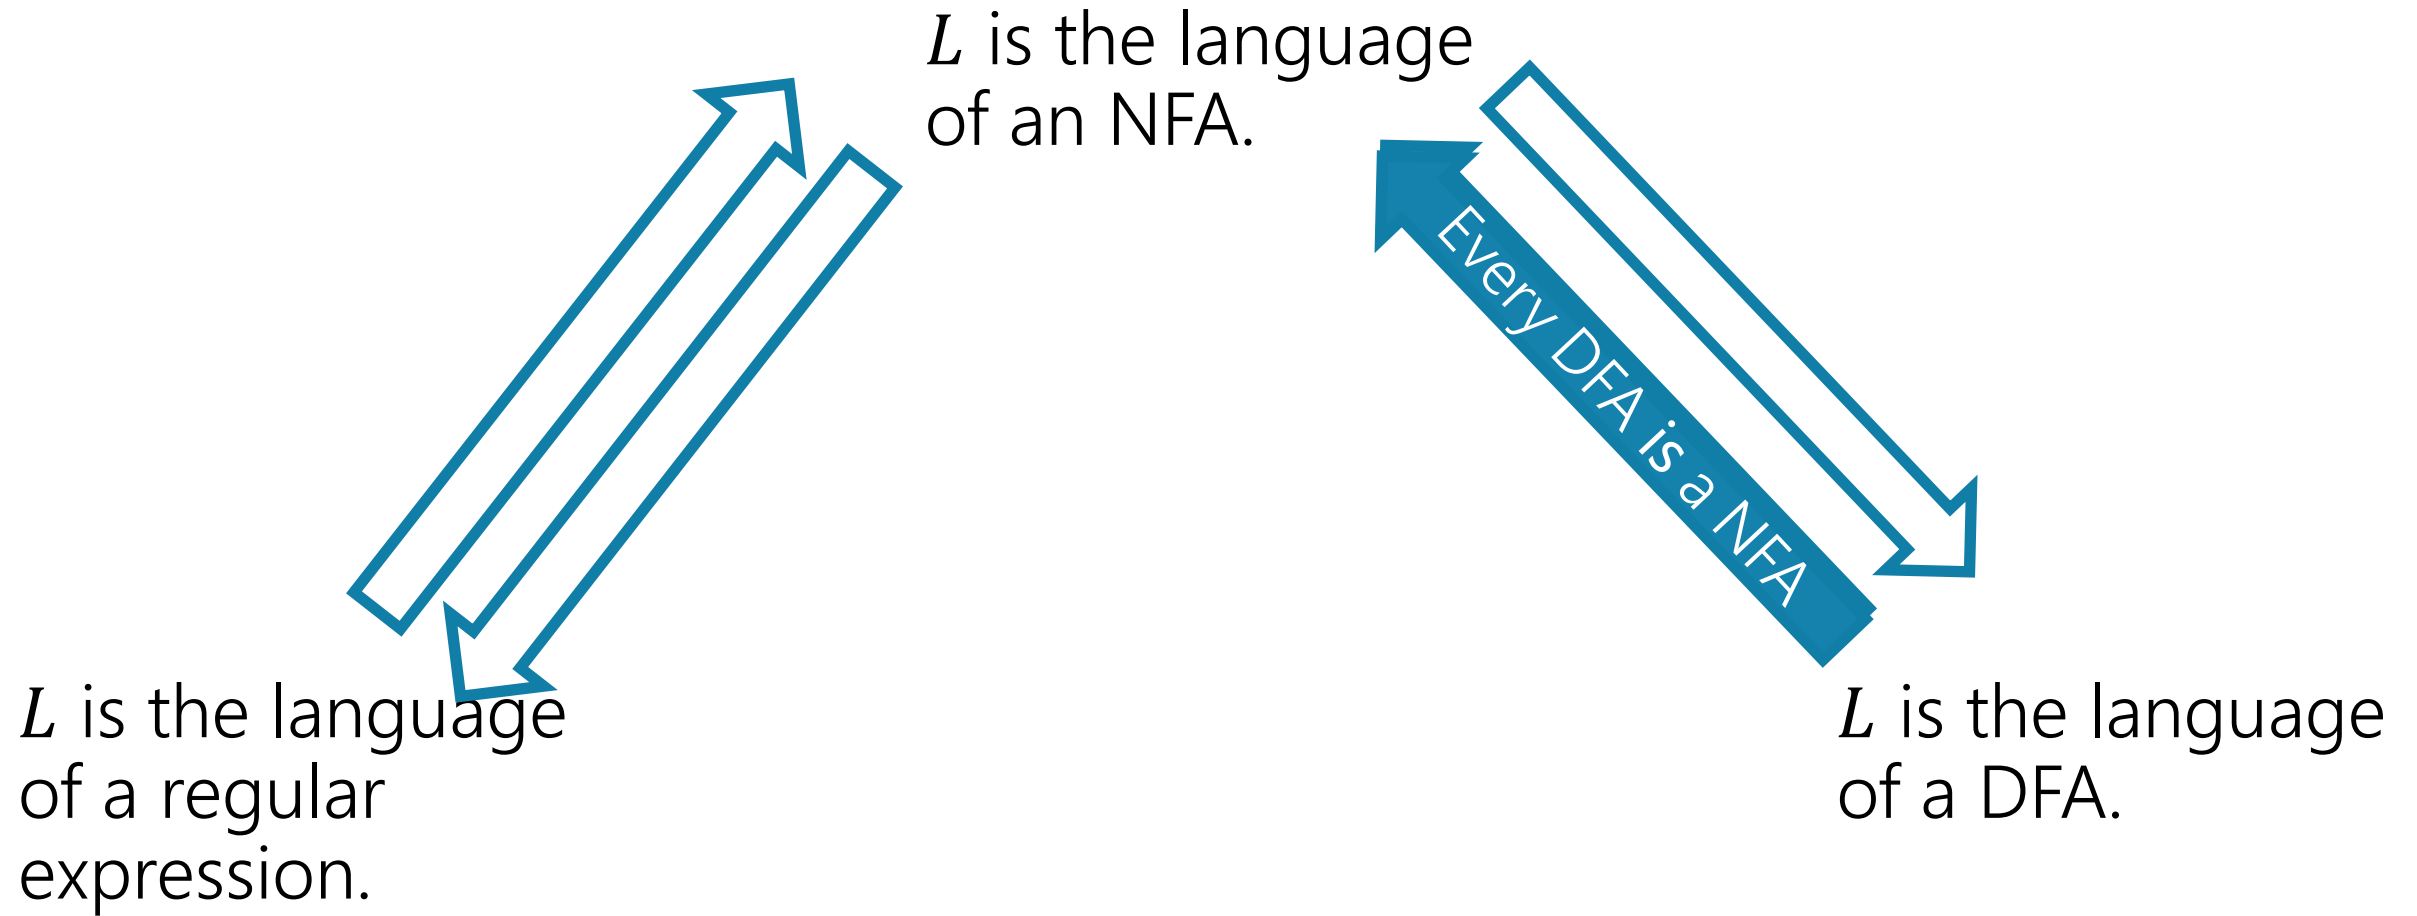 L is the language
of an NFA.
Every DFA is a NFA
L is the language
of a regular
expression.
L is the language
of a DFA.